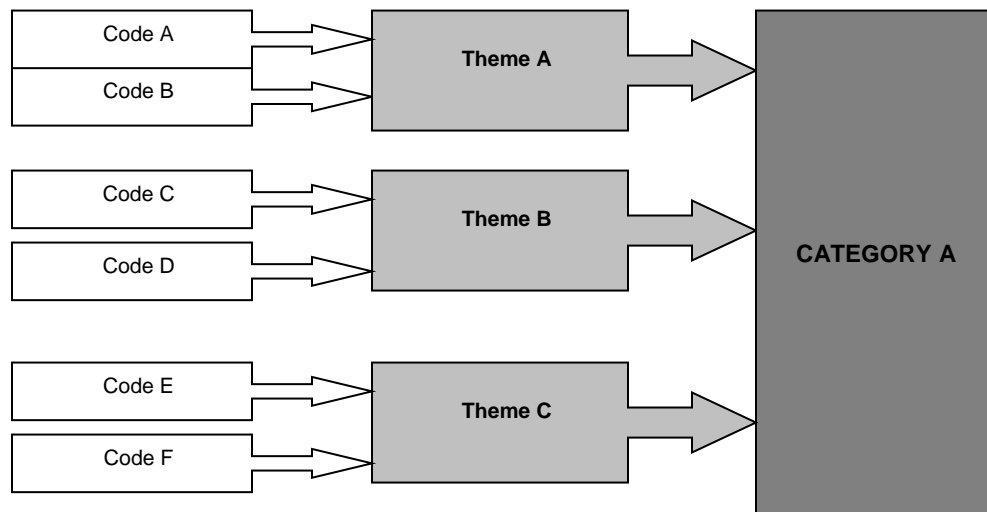 Code A
Code B
Theme A
Code C
Code D
Theme B
Code E
Code F
Theme C
CATEGORY A